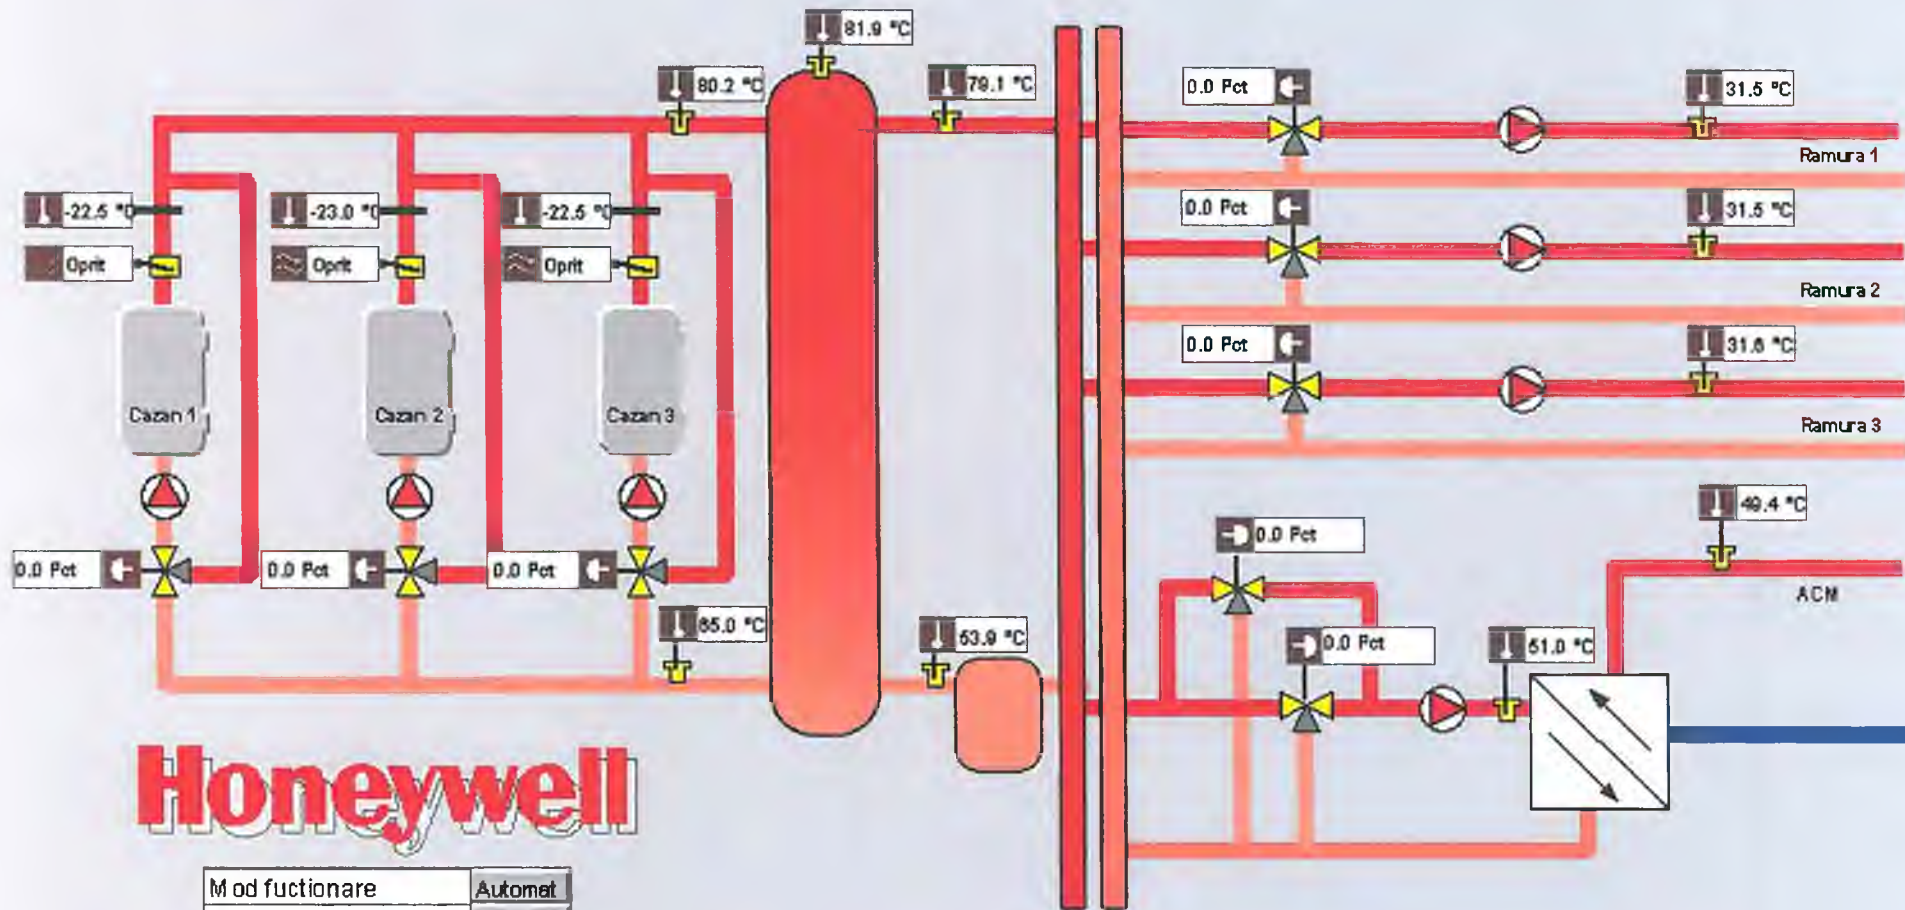 81.9 °C
80.2 °C
79.1 °C
0.0 Pct
31.5 °C
Ramura 1
-22.5 °C
-23.0 °C
-22.5 °C
0.0 Pct
31.5 °C
Oprit
Oprit
Oprit
Ramura 2
0.0 Pct
31.6 °C
Cazan 1
Cazan 2
Cazan 3
Ramura 3
49.4 °C
0.0 Pct
0.0 Pct
0.0 Pct
0.0 Pct
ACM
65.0 °C
53.9 °C
0.0 Pct
51.0 °C
Honeywell
Mod fuctionare
Automat